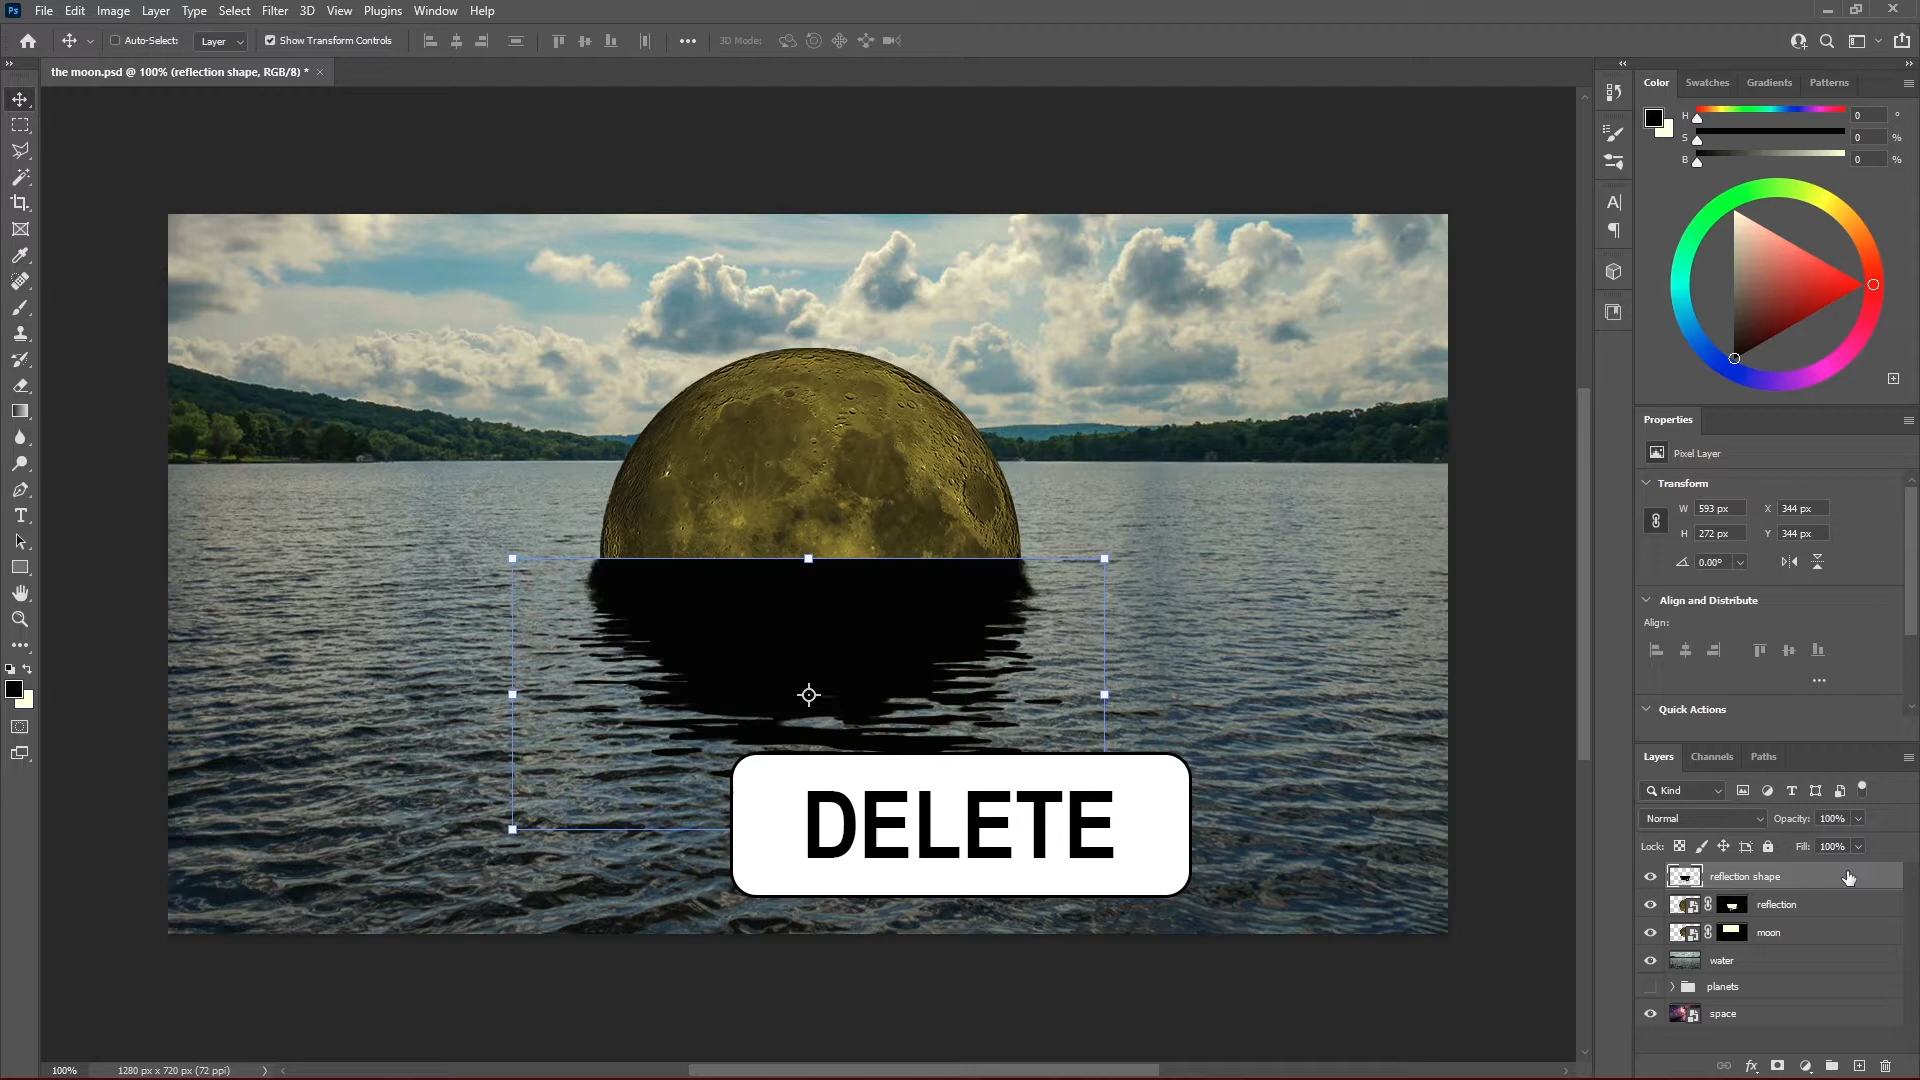 Ps File Edit Image Layer Type Select Filter 3D View Plugins Window Help
Auto-Select: Layer Show Transform Controls 3D Mode:
the moon.psd @ 100% (reflection shape, RGB/8) *
Color Swatches Gradients Patterns
H 0 °
S 0 %
B 0 %
Properties
Pixel Layer
Transform
W 593 px X 344 px
H 272 px Y 344 px
0.00°
Align and Distribute
Align:
Quick Actions
Layers Channels Paths
Kind
Normal Opacity: 100%
Lock: Fill: 100%
reflection shape
reflection
moon
water
planets
space
DELETE
100% 1280 px x 720 px (72 ppi)